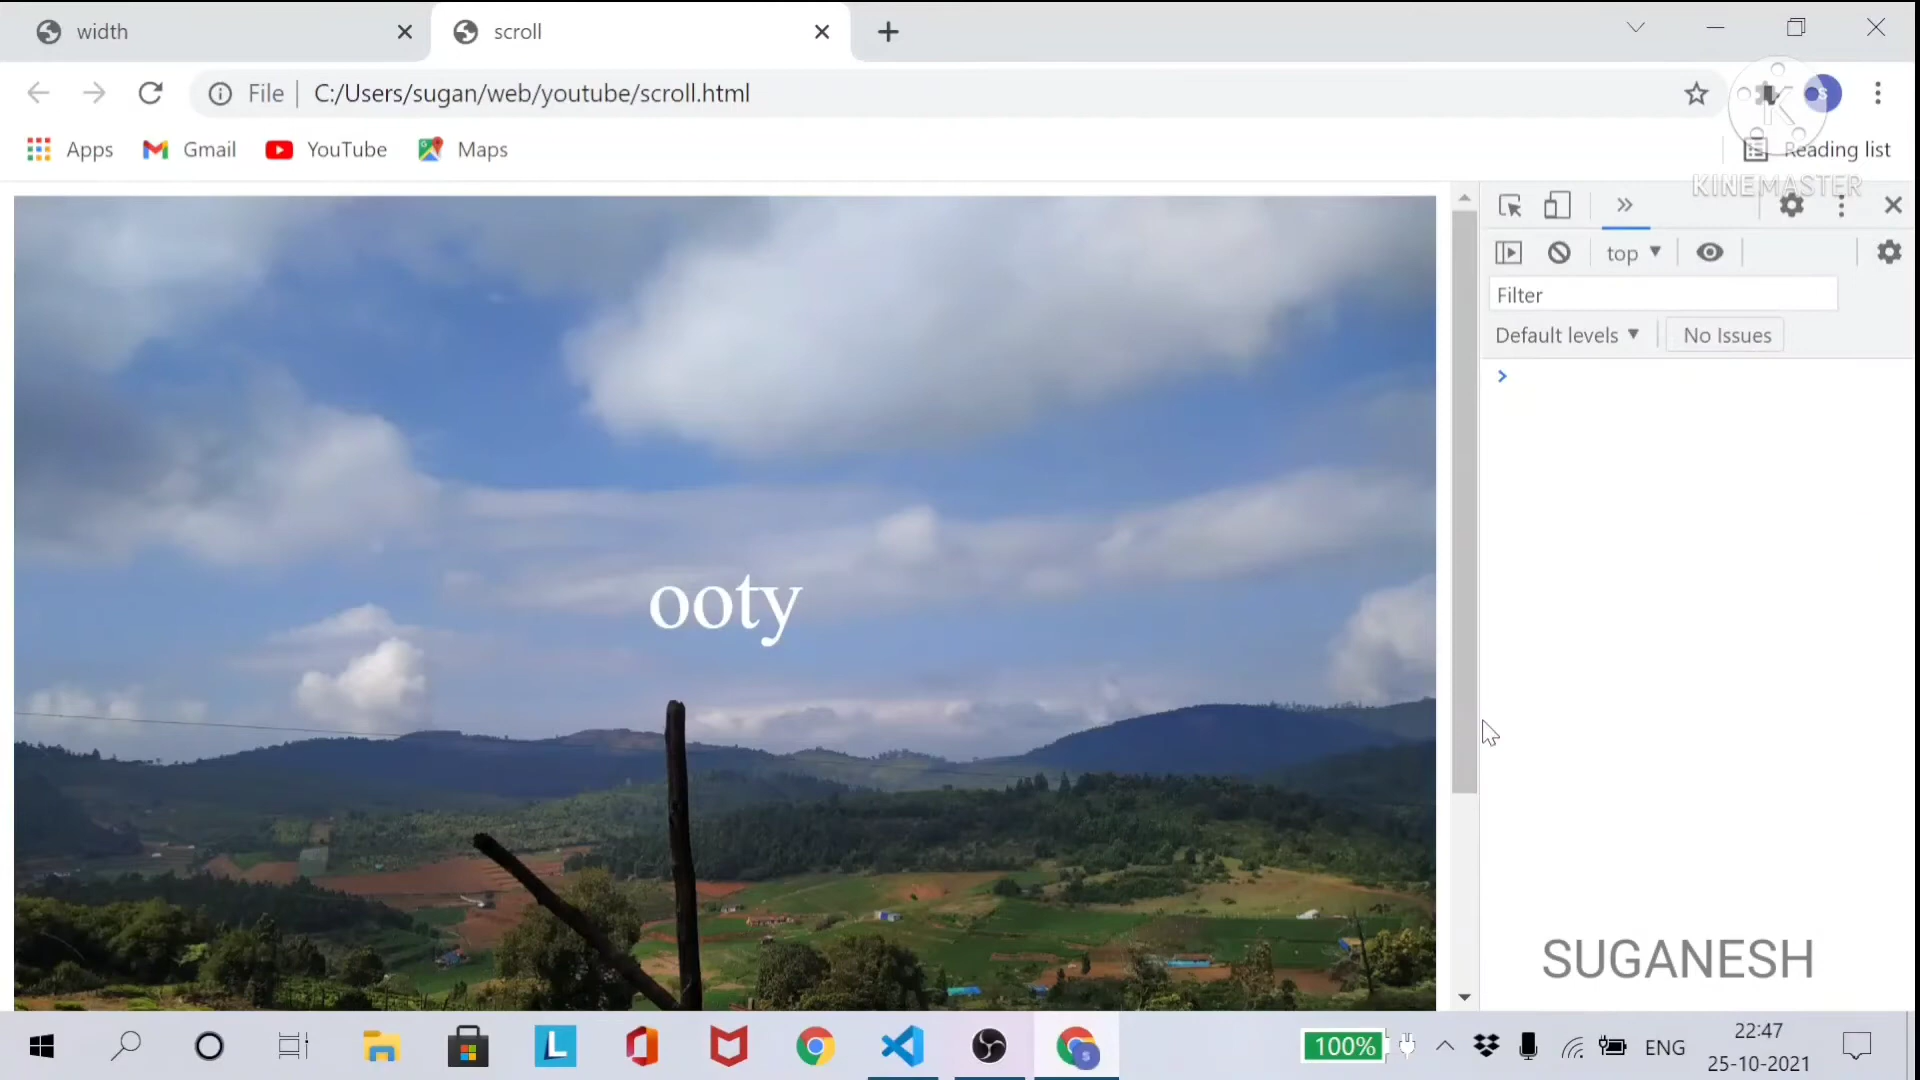 width
scroll
File
C:/Users/sugan/web/youtube/scroll.html
Apps
Gmail
YouTube
Maps
Reading list
KINEMASTER
top
Filter
Default levels
No Issues
ooty
SUGANESH
100%
ENG
22:47
25-10-2021